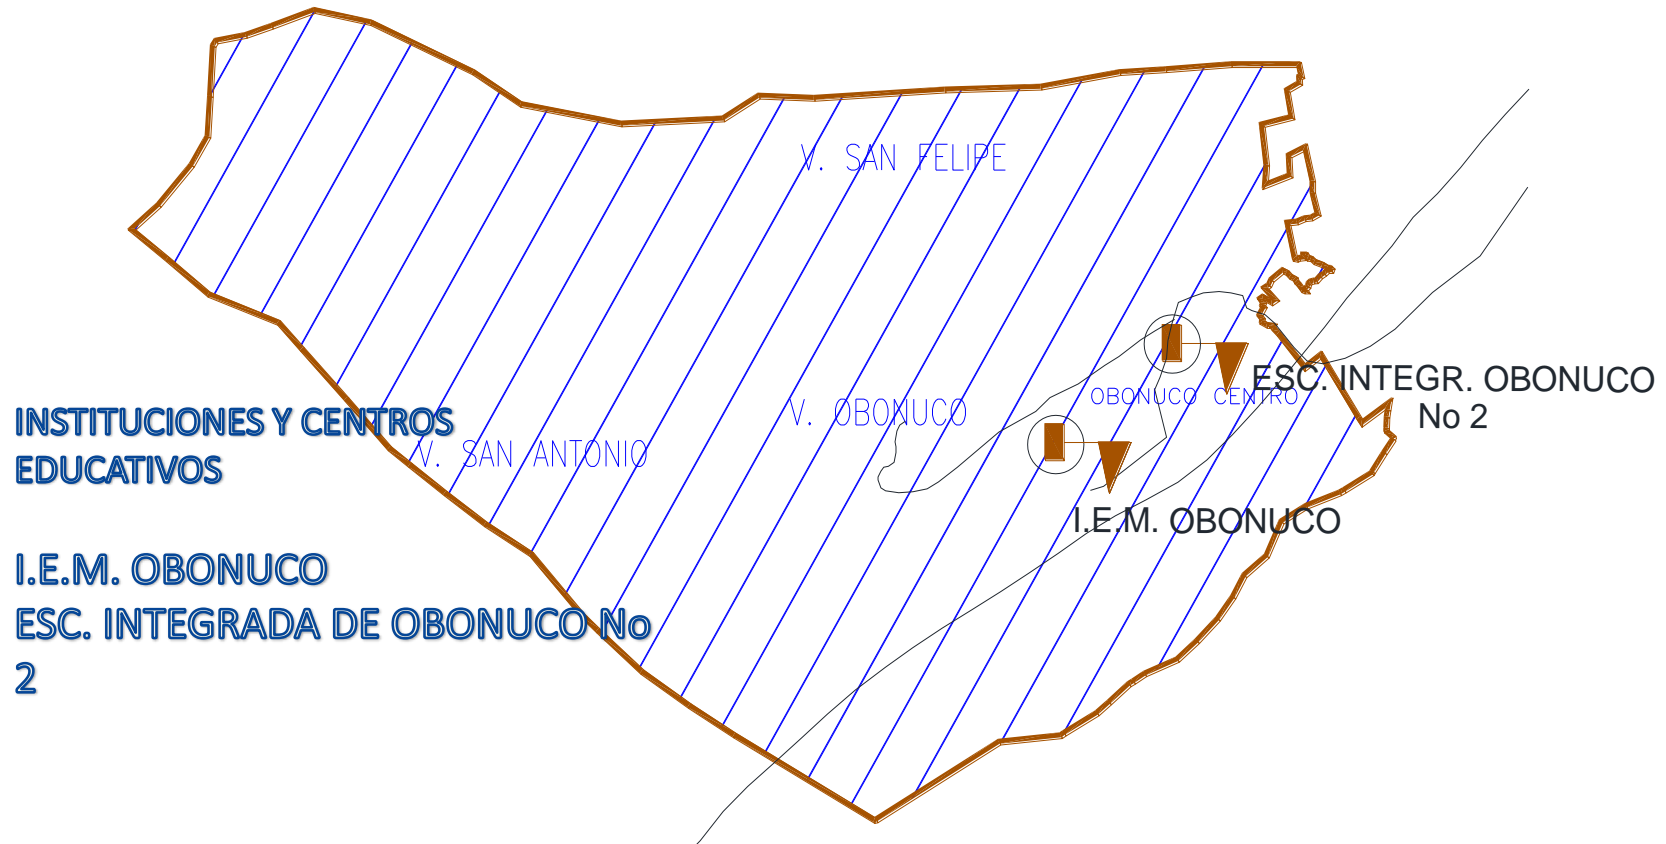 V. SAN FELIPE
ESC. INTEGR. OBONUCO
No 2
OBONUCO CENTRO
V. OBONUCO
V. SAN ANTONIO
INSTITUCIONES Y CENTROS
EDUCATIVOS
I.E.M. OBONUCO
I.E.M. OBONUCO
ESC. INTEGRADA DE OBONUCO No
2